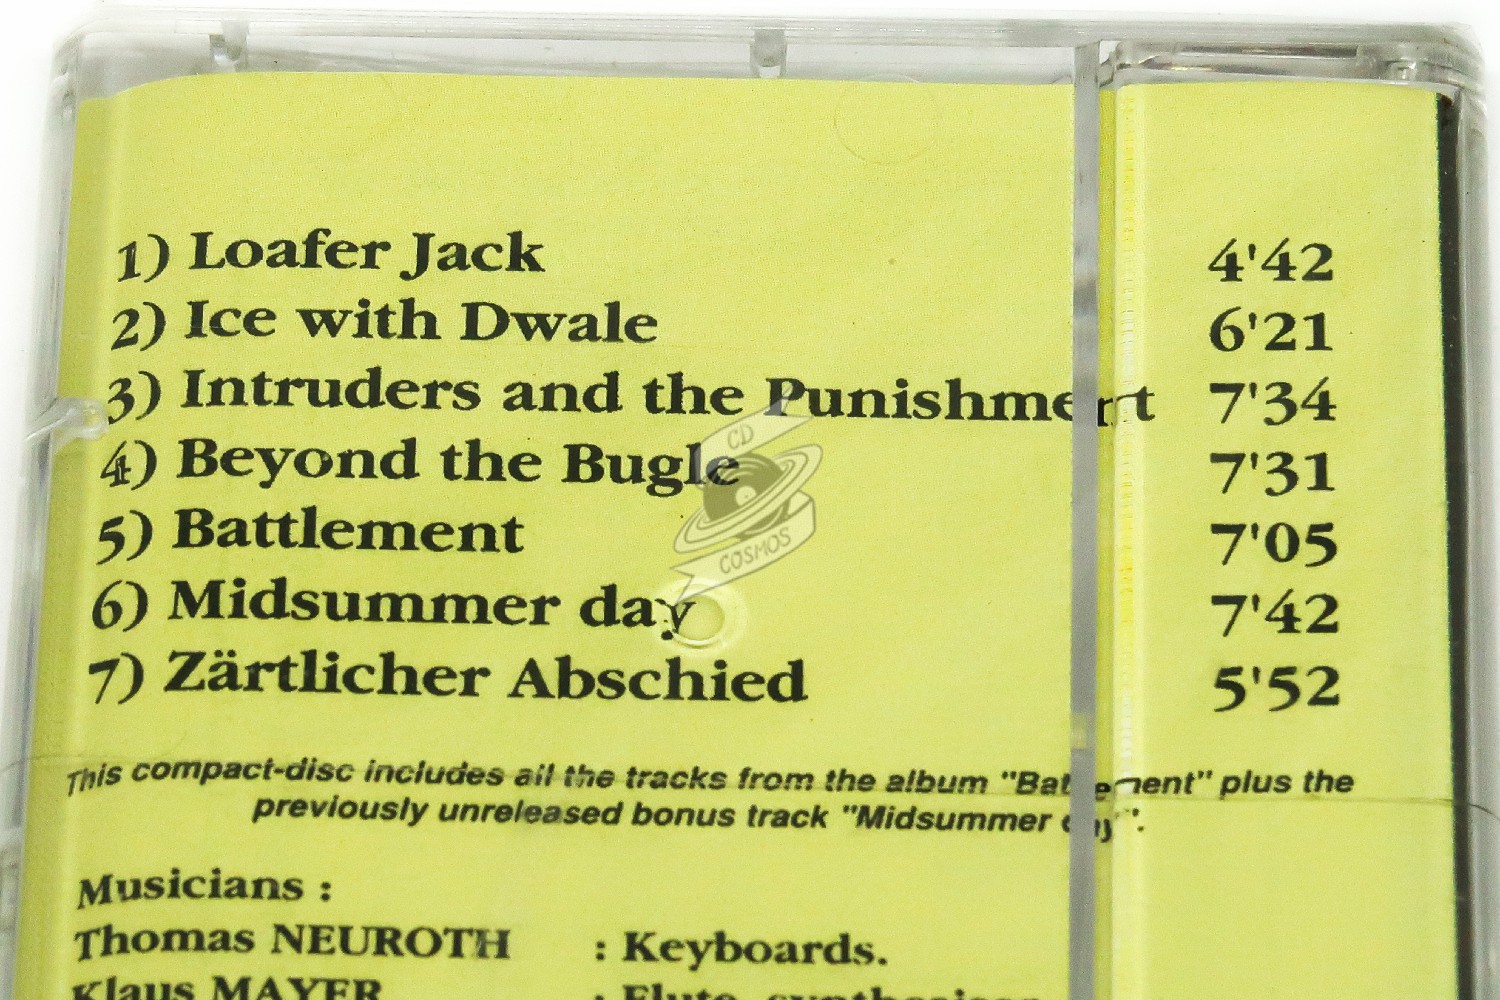 1) Loafer Jack 4'42
2) Ice with Dwale 6'21
3) Intruders and the Punishment 7'34
4) Beyond the Bugle 7'31
5) Battlement 7'05
6) Midsummer day 7'42
7) Zärtlicher Abschied 5'52
CD
COSMOS
This compact-disc includes all the tracks from the album "Battlement" plus the
previously unreleased bonus track "Midsummer day".
Musicians :
Thomas NEUROTH : Keyboards.
Klaus MAYER : Flute, synthesiser